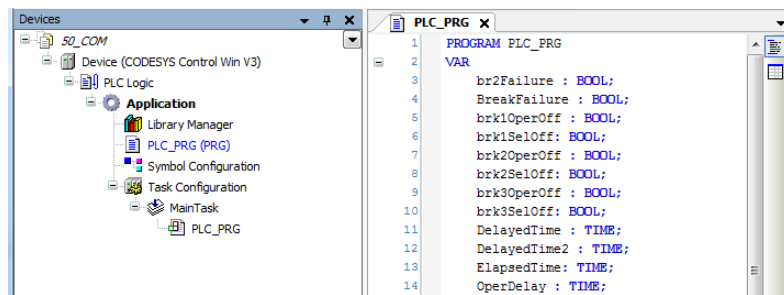 Devices
50_COM
Device (CODESYS Control Win V3)
PLC Logic
Application
Library Manager
PLC_PRG (PRG)
Symbol Configuration
Task Configuration
MainTask
PLC_PRG
PLC_PRG
1 PROGRAM PLC_PRG
2 VAR
3 br2Failure : BOOL;
4 BreakFailure : BOOL;
5 brk1OperOff : BOOL;
6 brk1SelOff: BOOL;
7 brk2OperOff : BOOL;
8 brk2SelOff: BOOL;
9 brk3OperOff : BOOL;
10 brk3SelOff: BOOL;
11 DelayedTime : TIME;
12 DelayedTime2 : TIME;
13 ElapsedTime: TIME;
14 OperDelay : TIME;